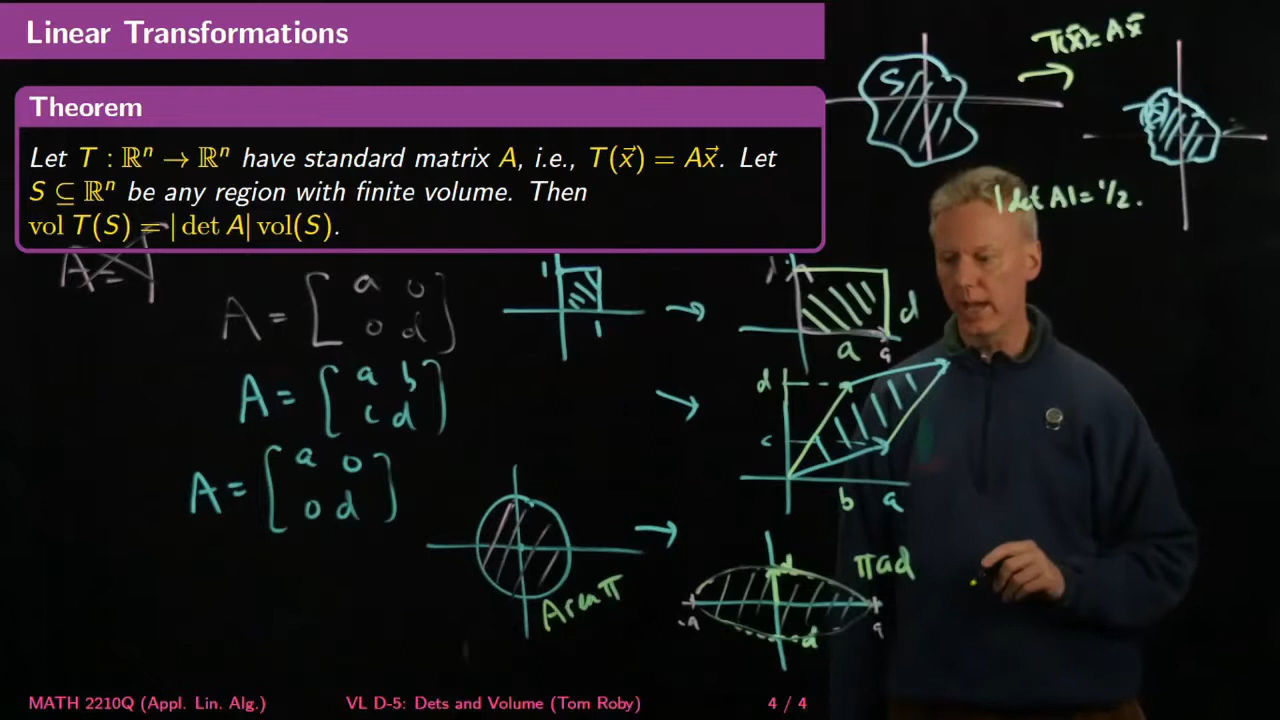 Linear Transformations
Theorem
Let T : ℝⁿ → ℝⁿ have standard matrix A, i.e., T(x⃗) = Ax⃗. Let
S ⊆ ℝⁿ be any region with finite volume. Then
vol T(S) = | det A| vol(S).
S
T(x⃗)=Ax⃗
|det A|= 1/2.
A =
A = [ a 0
0 d ]
1
1
d
a
a
A = [ a b
c d ]
d
c
b a
A = [ a 0
0 d ]
Area π
d
πad
-a
a
-d
MATH 2210Q (Appl. Lin. Alg.)
VL D-5: Dets and Volume (Tom Roby)
4 / 4